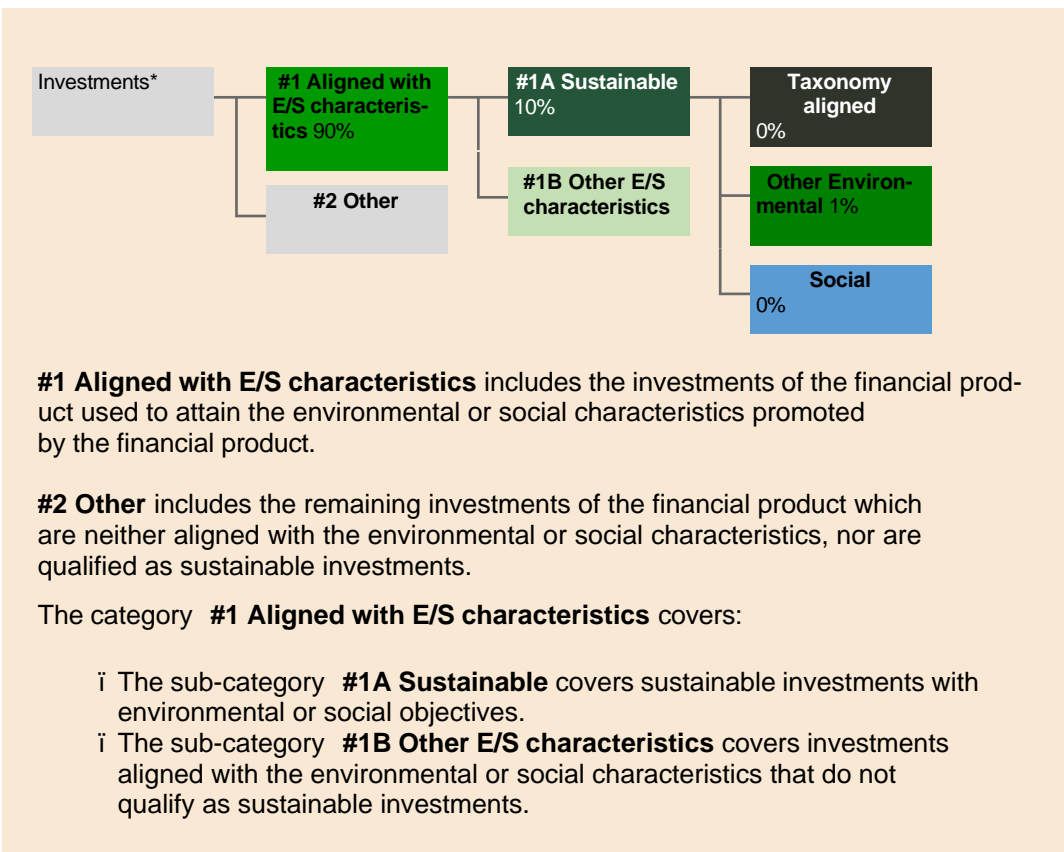 Investments*
#1 Aligned with
E/S characteris-
tics 90%
#2 Other
#1A Sustainable
10%
#1B Other E/S
characteristics
Taxonomy
aligned
0%
Other Environ-
mental 1%
Social
0%
#1 Aligned with E/S characteristics includes the investments of the financial prod-
uct used to attain the environmental or social characteristics promoted
by the financial product.
#2 Other includes the remaining investments of the financial product which
are neither aligned with the environmental or social characteristics, nor are
qualified as sustainable investments.
The category #1 Aligned with E/S characteristics covers:
ï The sub-category #1A Sustainable covers sustainable investments with
environmental or social objectives.
ï The sub-category #1B Other E/S characteristics covers investments
aligned with the environmental or social characteristics that do not
qualify as sustainable investments.